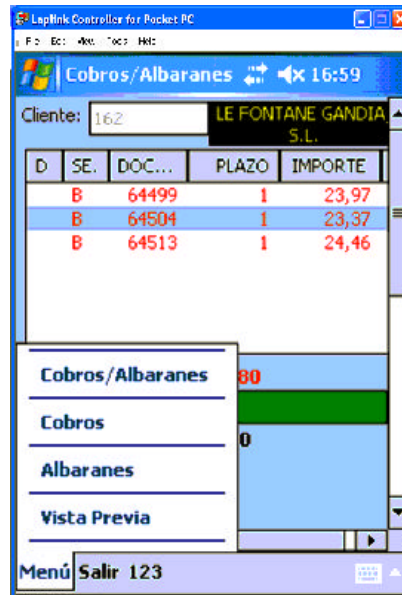 Laplink Controller for Pocket PC
Help
Cobros/Albaranes 16:59
Cliente: 162 LE FONTANE GANDIA,
S.L.
D SE. DOC... PLAZO IMPORTE
B 64499 1 23,97
B 64504 1 23,37
B 64513 1 24,46
Cobros/Albaranes 80
Cobros
0
Albaranes
Vista Previa
Menú Salir 123